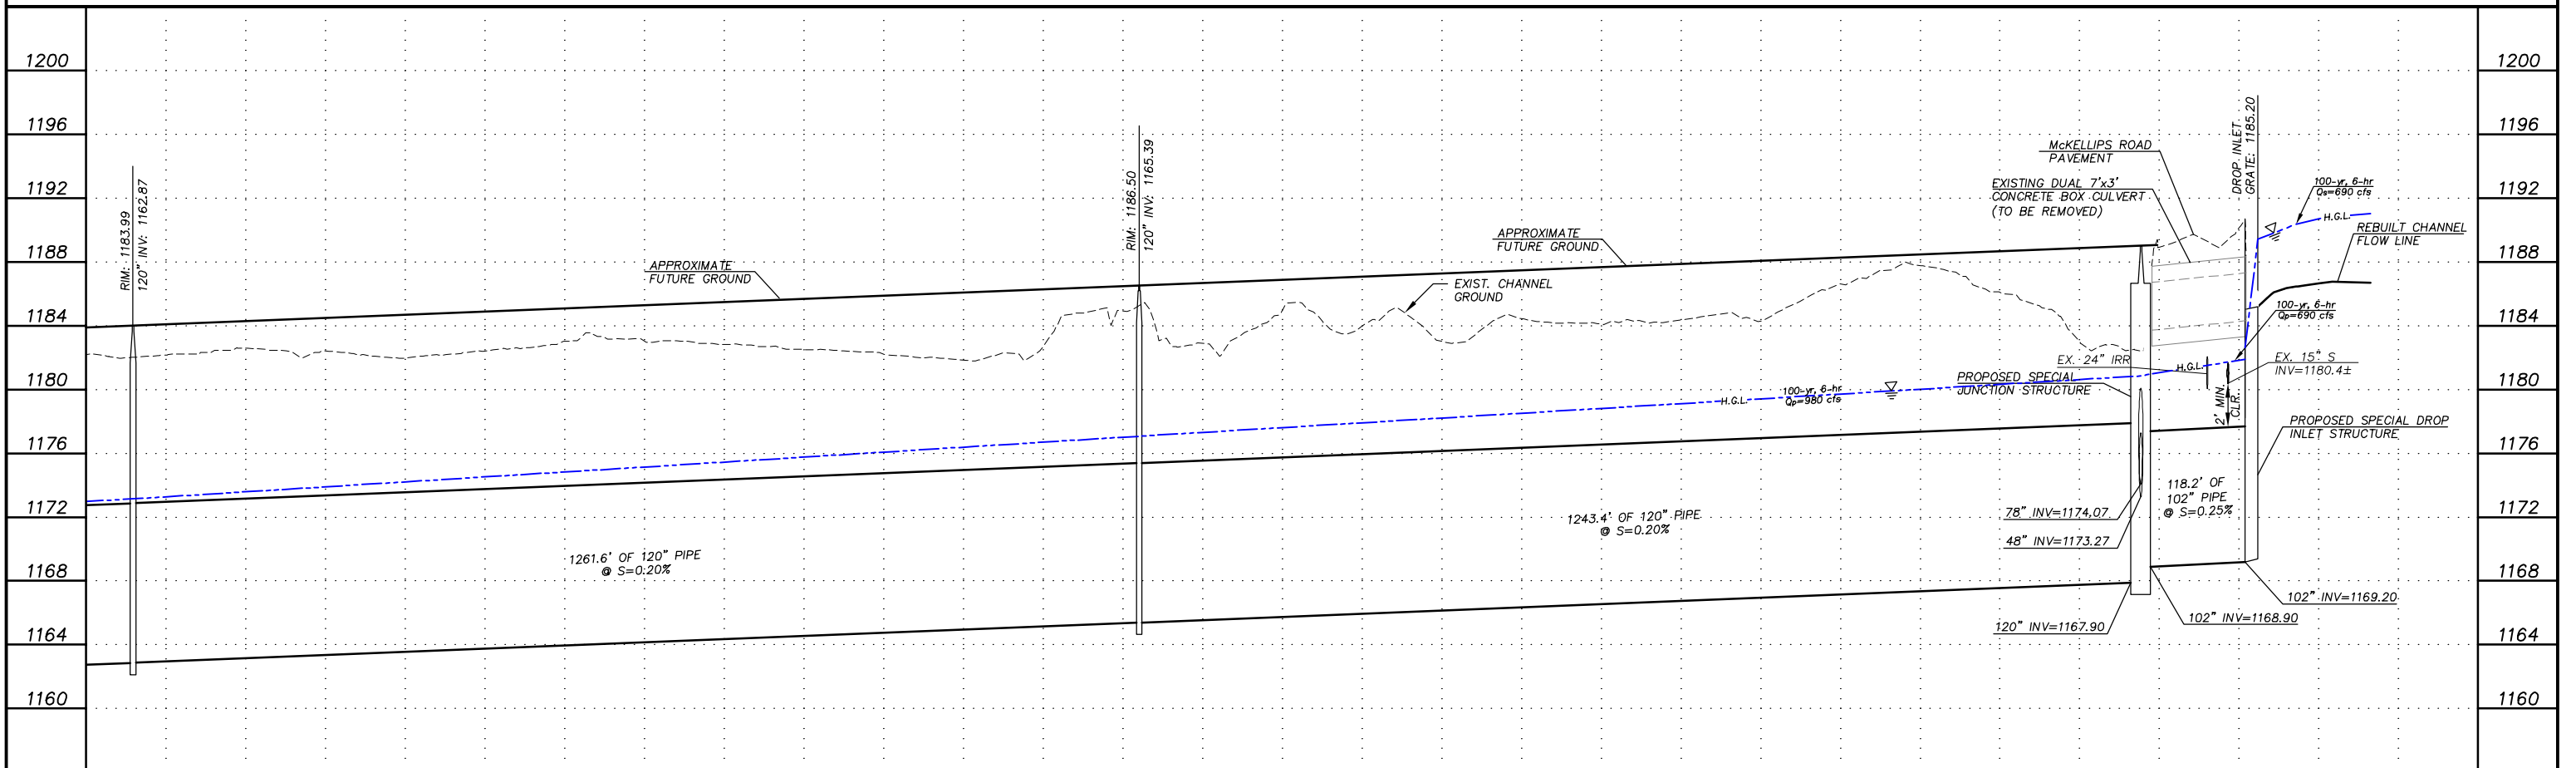 1200
1196
1192
1188
1184
1180
1176
1172
1168
1164
1160
RIM: 1183.99
120" INV: 1162.87
APPROXIMATE
FUTURE GROUND
1261.6' OF 120" PIPE
@ S=0.20%
RIM: 1186.50
120" INV: 1165.39
EXIST. CHANNEL
GROUND
APPROXIMATE
FUTURE GROUND
1243.4' OF 120" PIPE
@ S=0.20%
H.G.L.
100-yr, 6-hr
Qp=980 cfs
McKELLIPS ROAD
PAVEMENT
EXISTING DUAL 7'x3'
CONCRETE BOX CULVERT
(TO BE REMOVED)
EX. 24" IRR
PROPOSED SPECIAL
JUNCTION STRUCTURE
78" INV=1174.07
48" INV=1173.27
120" INV=1167.90
118.2' OF
102" PIPE
@ S=0.25%
H.G.L.
2' MIN.
CLR.
DROP INLET
GRATE: 1185.20
100-yr, 6-hr
Qs=690 cfs
H.G.L.
REBUILT CHANNEL
FLOW LINE
100-yr, 6-hr
Qp=690 cfs
EX. 15" S
INV=1180.4±
PROPOSED SPECIAL DROP
INLET STRUCTURE
102" INV=1169.20
102" INV=1168.90
1200
1196
1192
1188
1184
1180
1176
1172
1168
1164
1160